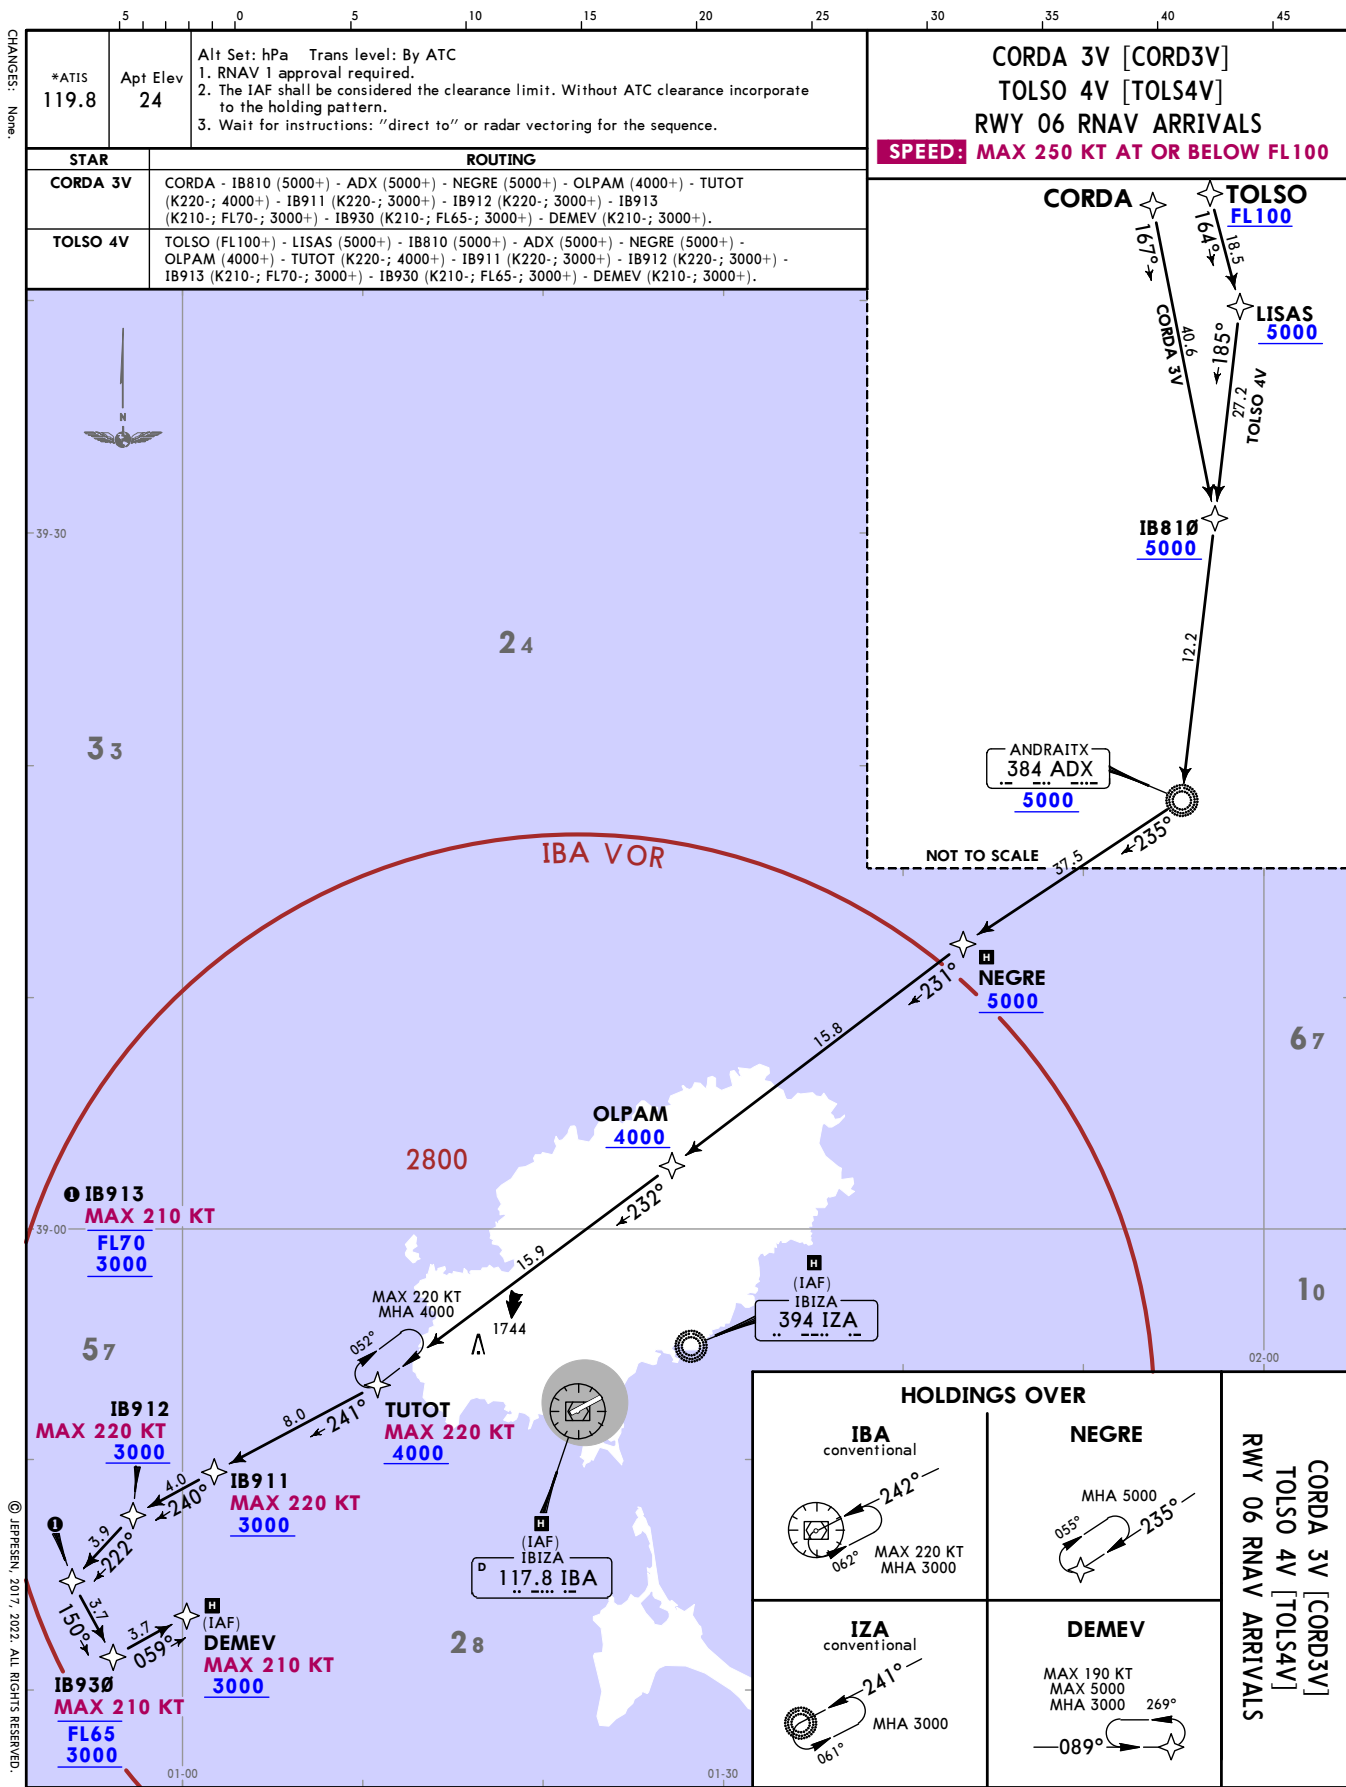 5 0 5 10 15 20 25 30 35 40 45
CHANGES: None.
*ATIS
119.8
Apt Elev
24
Alt Set: hPa Trans level: By ATC
1. RNAV 1 approval required.
2. The IAF shall be considered the clearance limit. Without ATC clearance incorporate
to the holding pattern.
3. Wait for instructions: "direct to" or radar vectoring for the sequence.
CORDA 3V [CORD3V]
TOLSO 4V [TOLS4V]
RWY 06 RNAV ARRIVALS
SPEED: MAX 250 KT AT OR BELOW FL100
STAR
ROUTING
CORDA 3V
CORDA - IB810 (5000+) - ADX (5000+) - NEGRE (5000+) - OLPAM (4000+) - TUTOT
(K220-; 4000+) - IB911 (K220-; 3000+) - IB912 (K220-; 3000+) - IB913
(K210-; FL70-; 3000+) - IB930 (K210-; FL65-; 3000+) - DEMEV (K210-; 3000+).
TOLSO 4V
TOLSO (FL100+) - LISAS (5000+) - IB810 (5000+) - ADX (5000+) - NEGRE (5000+) -
OLPAM (4000+) - TUTOT (K220-; 4000+) - IB911 (K220-; 3000+) - IB912 (K220-; 3000+) -
IB913 (K210-; FL70-; 3000+) - IB930 (K210-; FL65-; 3000+) - DEMEV (K210-; 3000+).
CORDA
TOLSO
FL100
167°
164°
18.5
LISAS
5000
CORDA 3V
40.6
185°
27.2
TOLSO 4V
IB81Ø
5000
12.2
ANDRAITX
384 ADX
5000
235°
NOT TO SCALE
37.5
N
39-30
24
33
IBA VOR
NEGRE
H
5000
231°
15.8
67
OLPAM
4000
2800
232°
15.9
❶ IB913
MAX 210 KT
FL70
3000
39-00
H
(IAF)
IBIZA
394 IZA
10
MAX 220 KT
MHA 4000
052°
1744
57
02-00
IB912
MAX 220 KT
3000
8.0
241°
TUTOT
MAX 220 KT
4000
4.0
240°
IB911
MAX 220 KT
3000
❶
3.9
222°
H
(IAF)
IBIZA
D 117.8 IBA
150°
3.7
3.7
059°
H
(IAF)
DEMEV
MAX 210 KT
3000
28
IB93Ø
MAX 210 KT
FL65
3000
01-00
01-30
HOLDINGS OVER
IBA
conventional
242°
062°
MAX 220 KT
MHA 3000
NEGRE
MHA 5000
055°
235°
IZA
conventional
241°
061°
MHA 3000
DEMEV
MAX 190 KT
MAX 5000
MHA 3000
269°
089°
CORDA 3V [CORD3V]
TOLSO 4V [TOLS4V]
RWY 06 RNAV ARRIVALS
© JEPPESEN, 2017, 2022. ALL RIGHTS RESERVED.